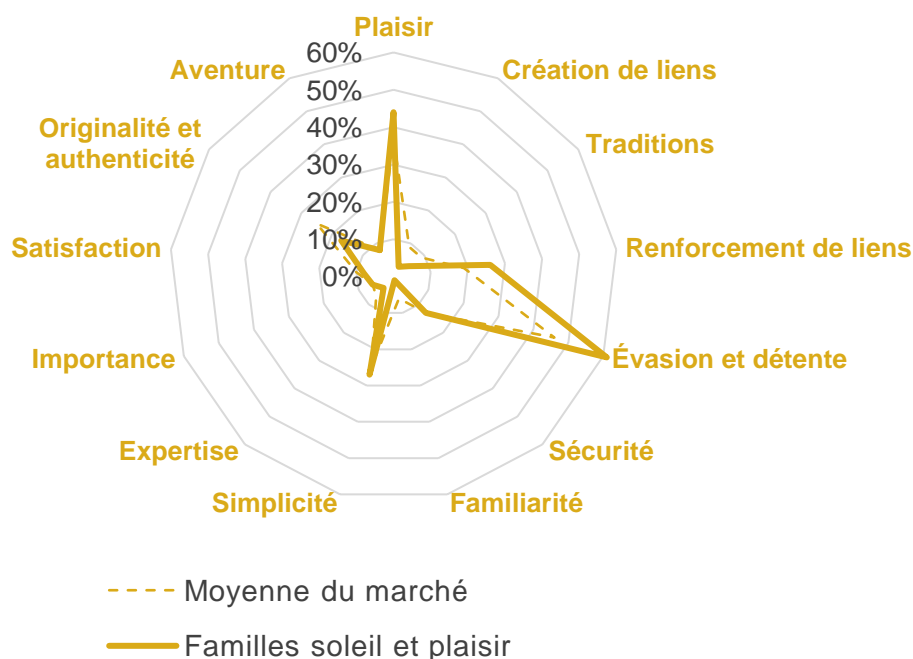 Plaisir
60%
50%
40%
30%
20%
10%
0%
Création de liens
Traditions
Renforcement de liens
Évasion et détente
Sécurité
Familiarité
Simplicité
Expertise
Importance
Satisfaction
Originalité et
authenticité
Aventure
Moyenne du marché
Familles soleil et plaisir